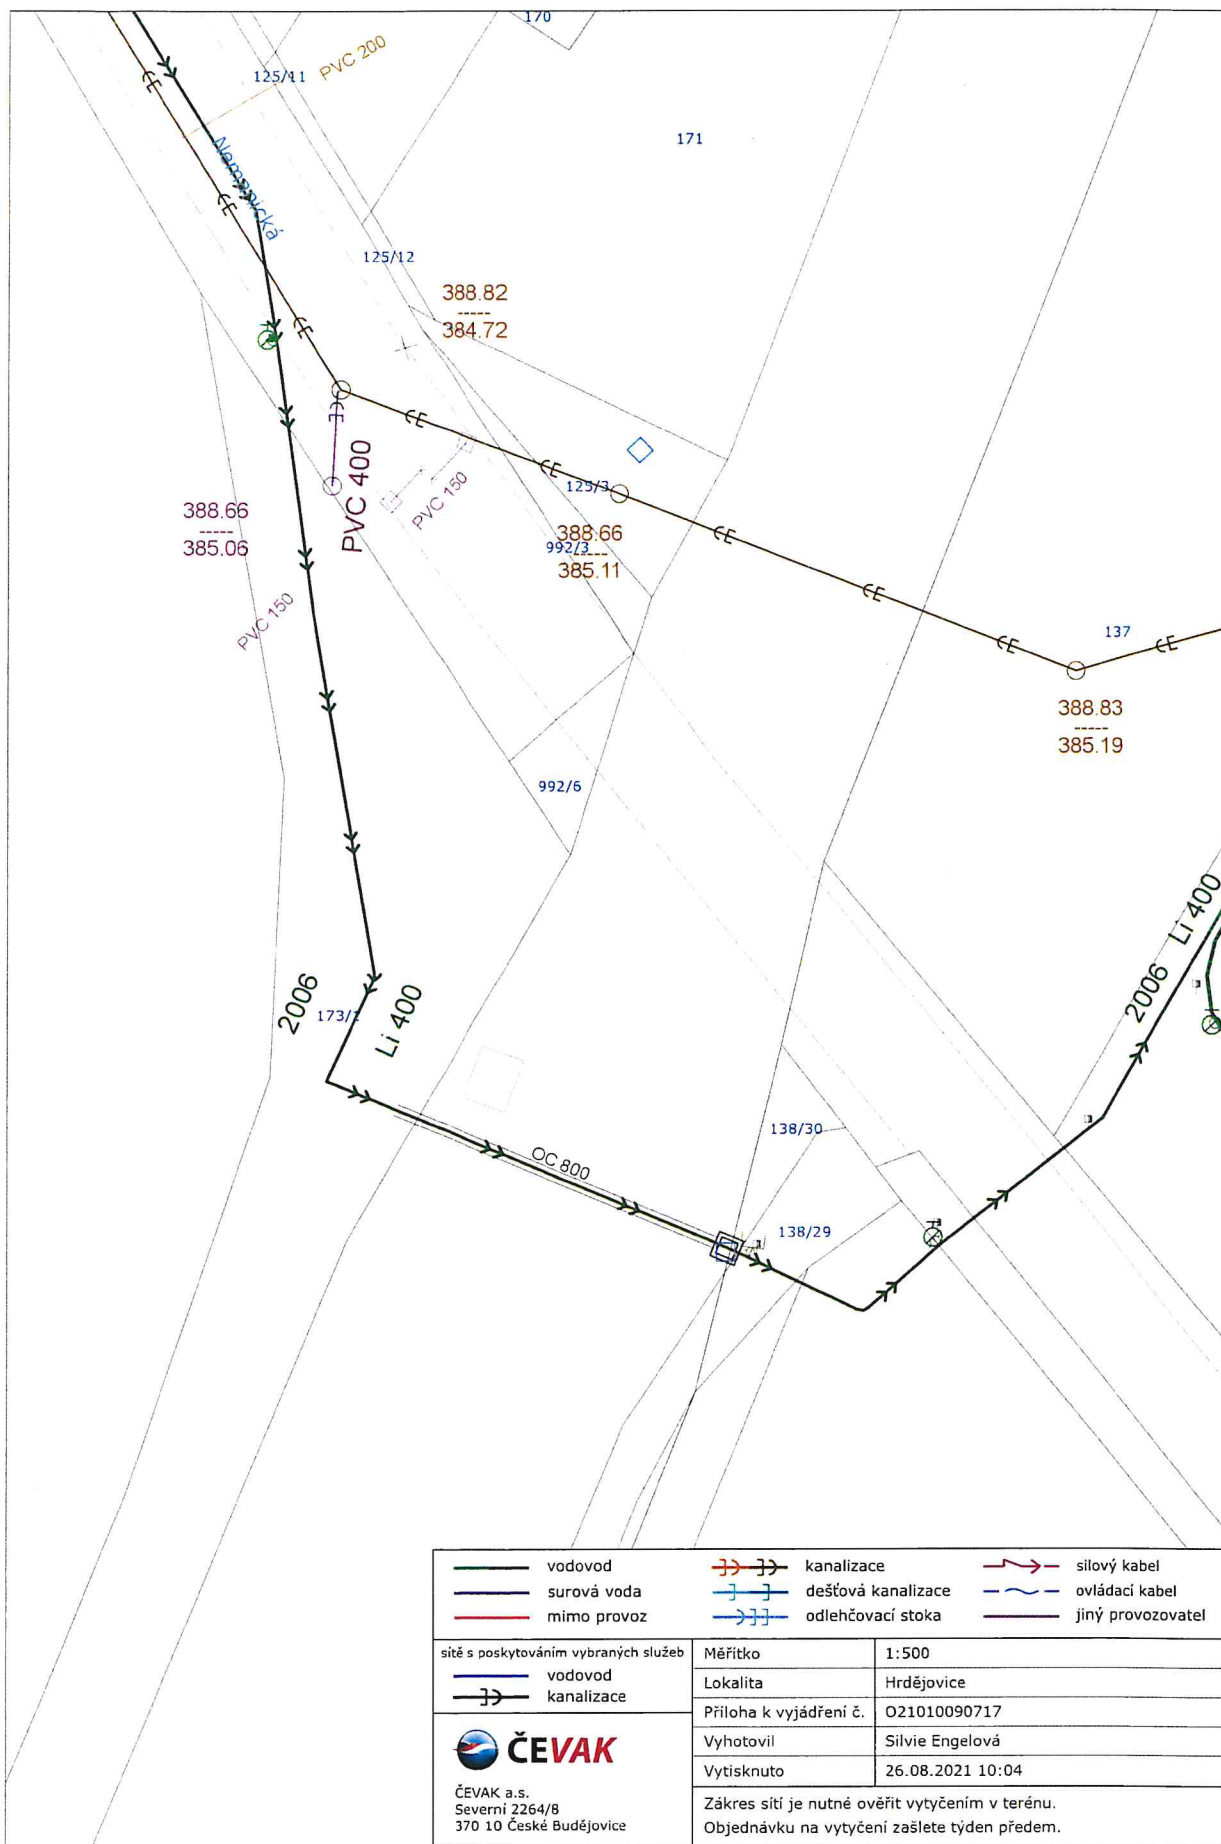 170
125/11
PVC 200
171
Nemanická
125/12
388.82
-----
384.72
PVC 400
PVC 150
125/3
388.66
-----
385.06
992/3
388.66
-----
385.11
PVC 150
137
388.83
-----
385.19
992/6
2006
Li 400
2006
173/1
Li 400
138/30
OC 800
138/29
vodovod
surová voda
mimo provoz
kanalizace
dešťová kanalizace
odlehčovací stoka
silový kabel
ovládací kabel
jiný provozovatel
sítě s poskytováním vybraných služeb
vodovod
kanalizace
ČEVAK
ČEVAK a.s.
Severní 2264/8
370 10 České Budějovice
Měřítko 1:500
Lokalita Hrdějovice
Příloha k vyjádření č. O21010090717
Vyhotovil Silvie Engelová
Vytisknuto 26.08.2021 10:04
Zákres sítí je nutné ověřit vytyčením v terénu.
Objednávku na vytyčení zašlete týden předem.